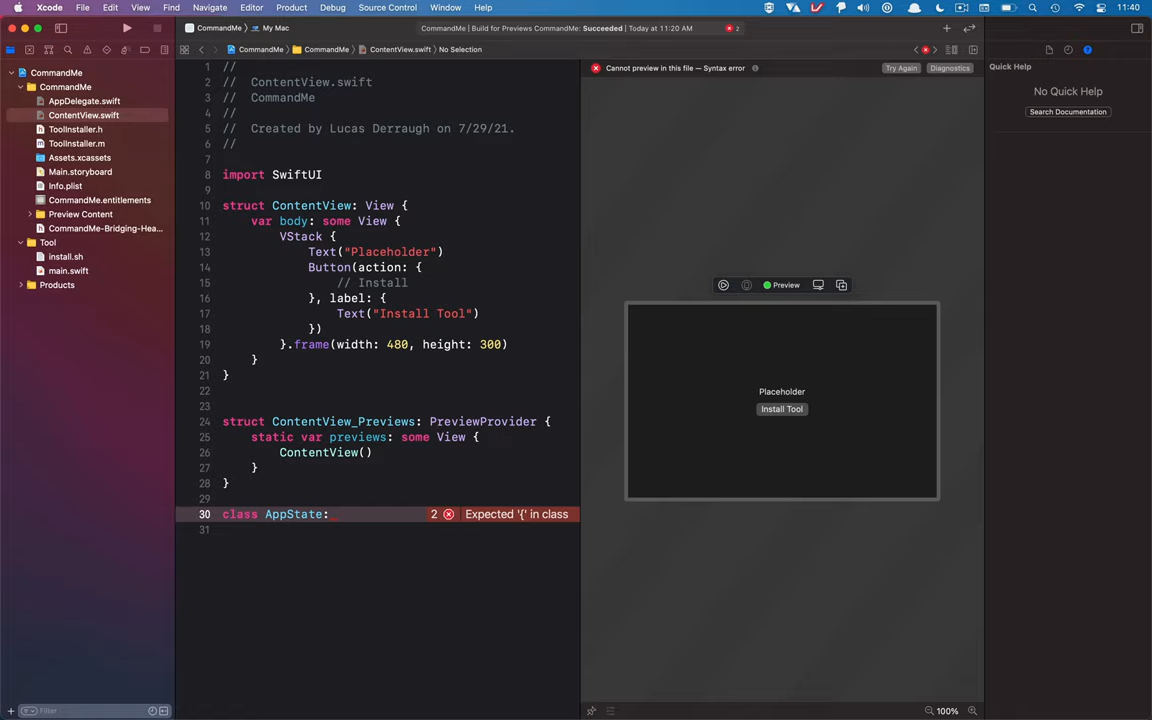 Xcode File Edit View Find Navigate Editor Product Debug Source Control Window Help 11:40
CommandMe My Mac CommandMe | Build for Previews CommandMe: Succeeded | Today at 11:20 AM 2
CommandMe CommandMe ContentView.swift No Selection
CommandMe
CommandMe
AppDelegate.swift
ContentView.swift
ToolInstaller.h
ToolInstaller.m
Assets.xcassets
Main.storyboard
Info.plist
CommandMe.entitlements
Preview Content
CommandMe-Bridging-Hea...
Tool
install.sh
main.swift
Products
Filter
1 //
2 //  ContentView.swift
3 //  CommandMe
4 //
5 //  Created by Lucas Derraugh on 7/29/21.
6 //
7
8 import SwiftUI
9
10 struct ContentView: View {
11     var body: some View {
12         VStack {
13             Text("Placeholder")
14             Button(action: {
15                 // Install
16             }, label: {
17                 Text("Install Tool")
18             })
19         }.frame(width: 480, height: 300)
20     }
21 }
22
23
24 struct ContentView_Previews: PreviewProvider {
25     static var previews: some View {
26         ContentView()
27     }
28 }
29
30 class AppState: 2 Expected '{' in class
31
Cannot preview in this file — Syntax error Try Again Diagnostics
Preview
Placeholder
Install Tool
100%
Quick Help
No Quick Help
Search Documentation